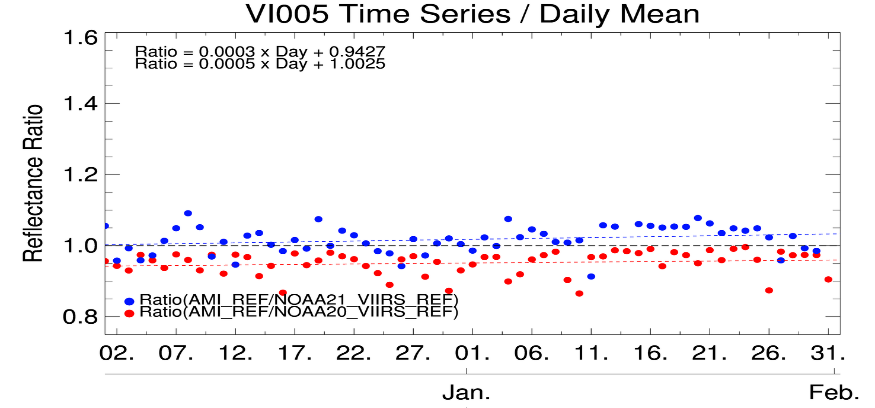 VI005 Time Series / Daily Mean
Ratio = 0.0003 x Day + 0.9427
Ratio = 0.0005 x Day + 1.0025
Reflectance Ratio
1.6
1.4
1.2
1.0
0.8
Ratio(AMI_REF/NOAA21_VIIRS_REF)
Ratio(AMI_REF/NOAA20_VIIRS_REF)
02. 07. 12. 17. 22. 27. 01. 06. 11. 16. 21. 26. 31.
Jan. Feb.